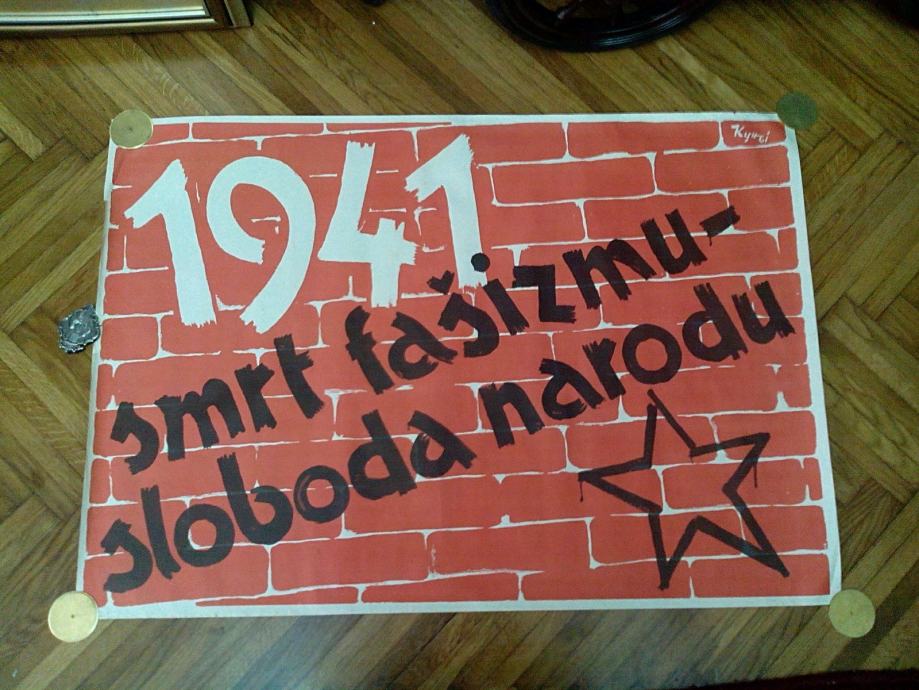 1941.
smrt fašizmu-
sloboda narodu